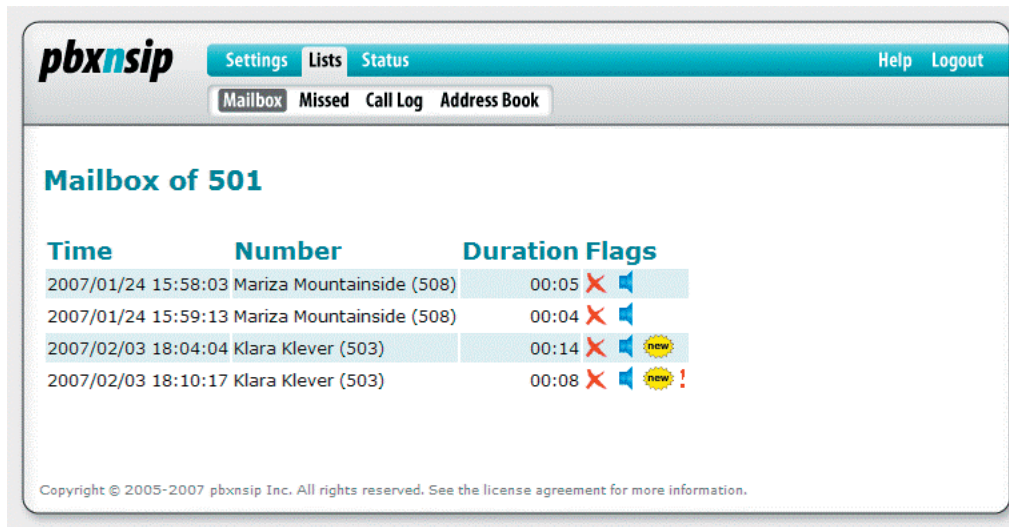 pbxnsip Settings Lists Status Help Logout
Mailbox Missed Call Log Address Book
Mailbox of 501
Time Number Duration Flags
2007/01/24 15:58:03 Mariza Mountainside (508) 00:05
2007/01/24 15:59:13 Mariza Mountainside (508) 00:04
2007/02/03 18:04:04 Klara Klever (503) 00:14 new
2007/02/03 18:10:17 Klara Klever (503) 00:08 new !
Copyright © 2005-2007 pbxnsip Inc. All rights reserved. See the license agreement for more information.